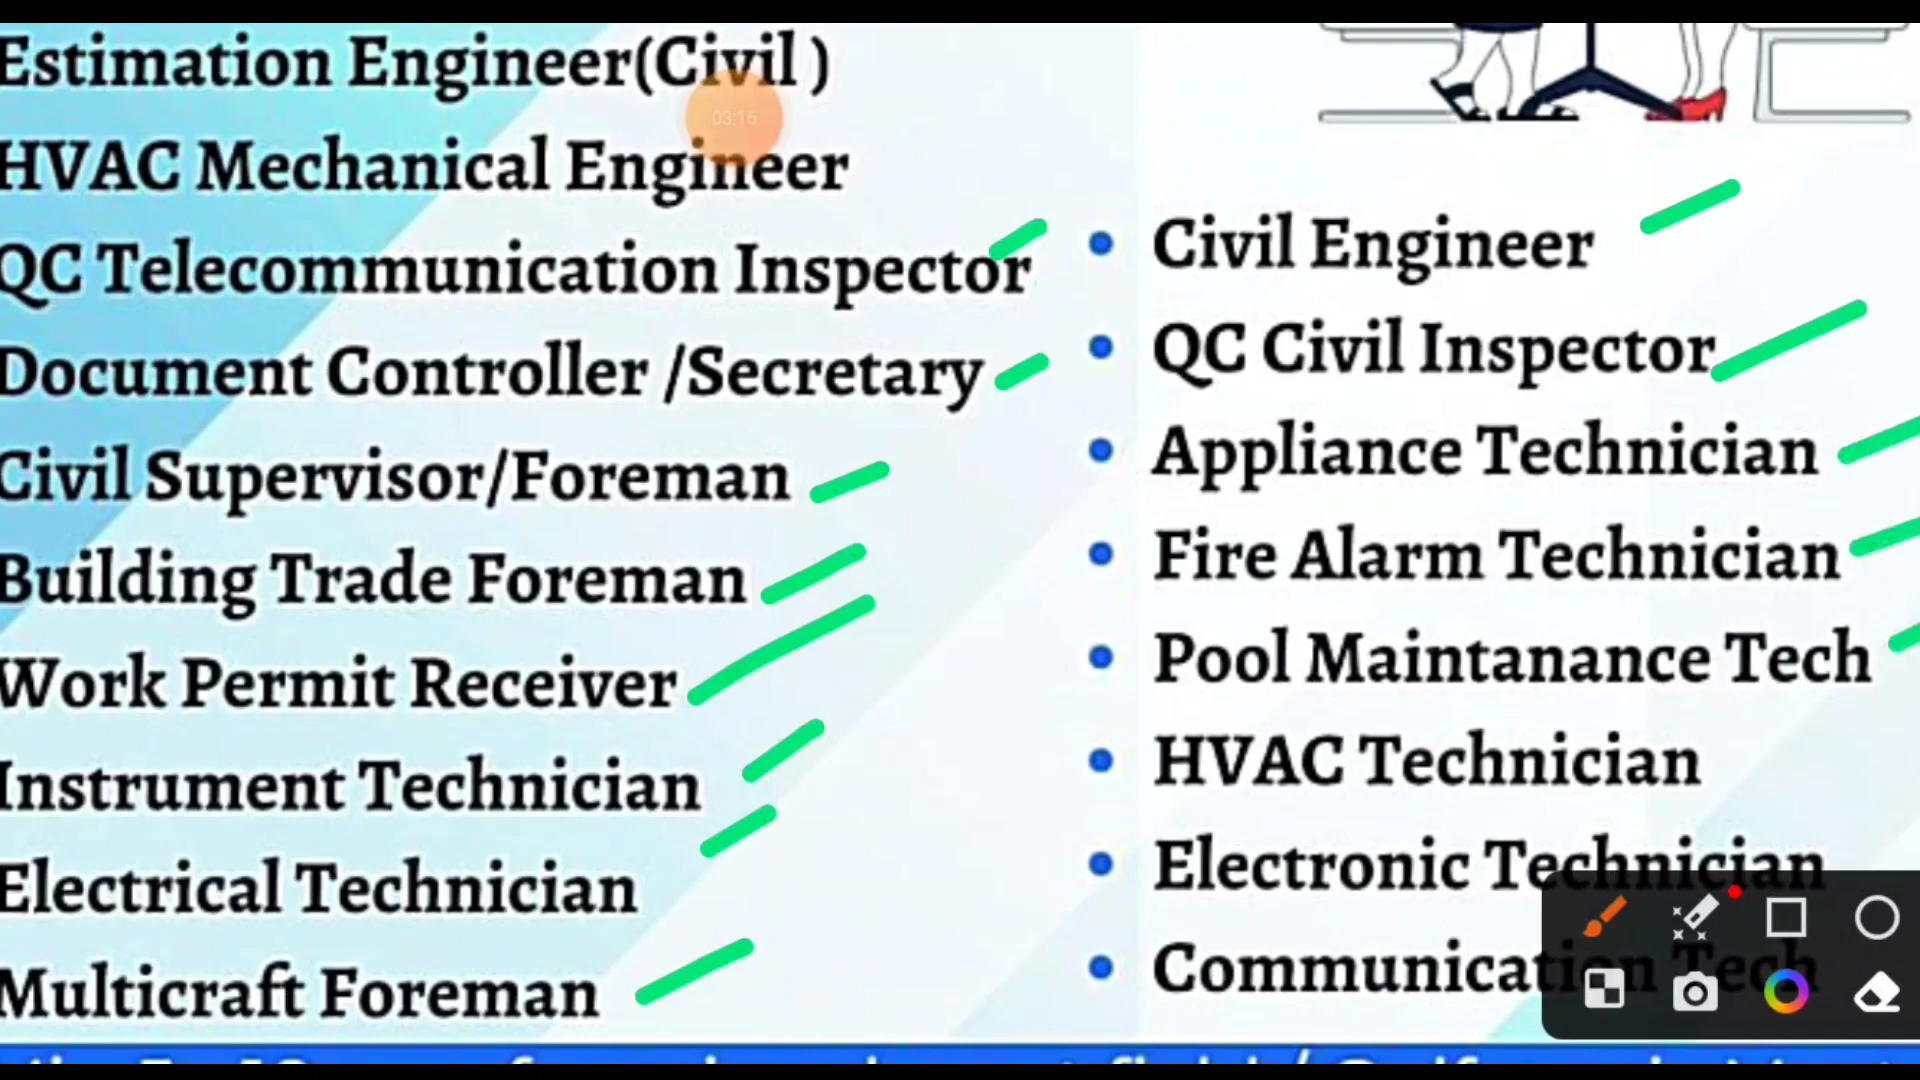 Estimation Engineer(Civil )
03:16
HVAC Mechanical Engineer
QC Telecommunication Inspector
Document Controller /Secretary
Civil Supervisor/Foreman
Building Trade Foreman
Work Permit Receiver
Instrument Technician
Electrical Technician
Multicraft Foreman
Civil Engineer
QC Civil Inspector
Appliance Technician
Fire Alarm Technician
Pool Maintanance Tech
HVAC Technician
Electronic Technician
Communication Tech